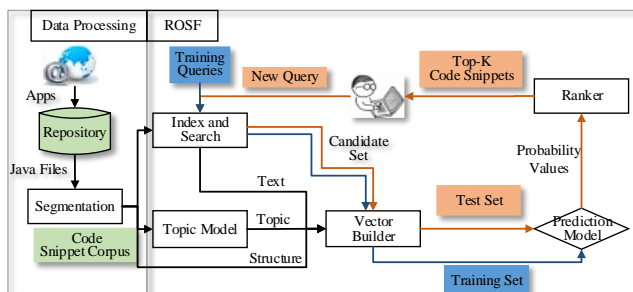 Data Processing
ROSF
Training
Queries
New Query
Top-K
Code Snippets
Apps
Ranker
Repository
Index and
Search
Candidate
Set
Probability
Values
Java Files
Text
Segmentation
Topic Model
Topic
Vector
Builder
Test Set
Prediction
Model
Code
Snippet Corpus
Structure
Training Set